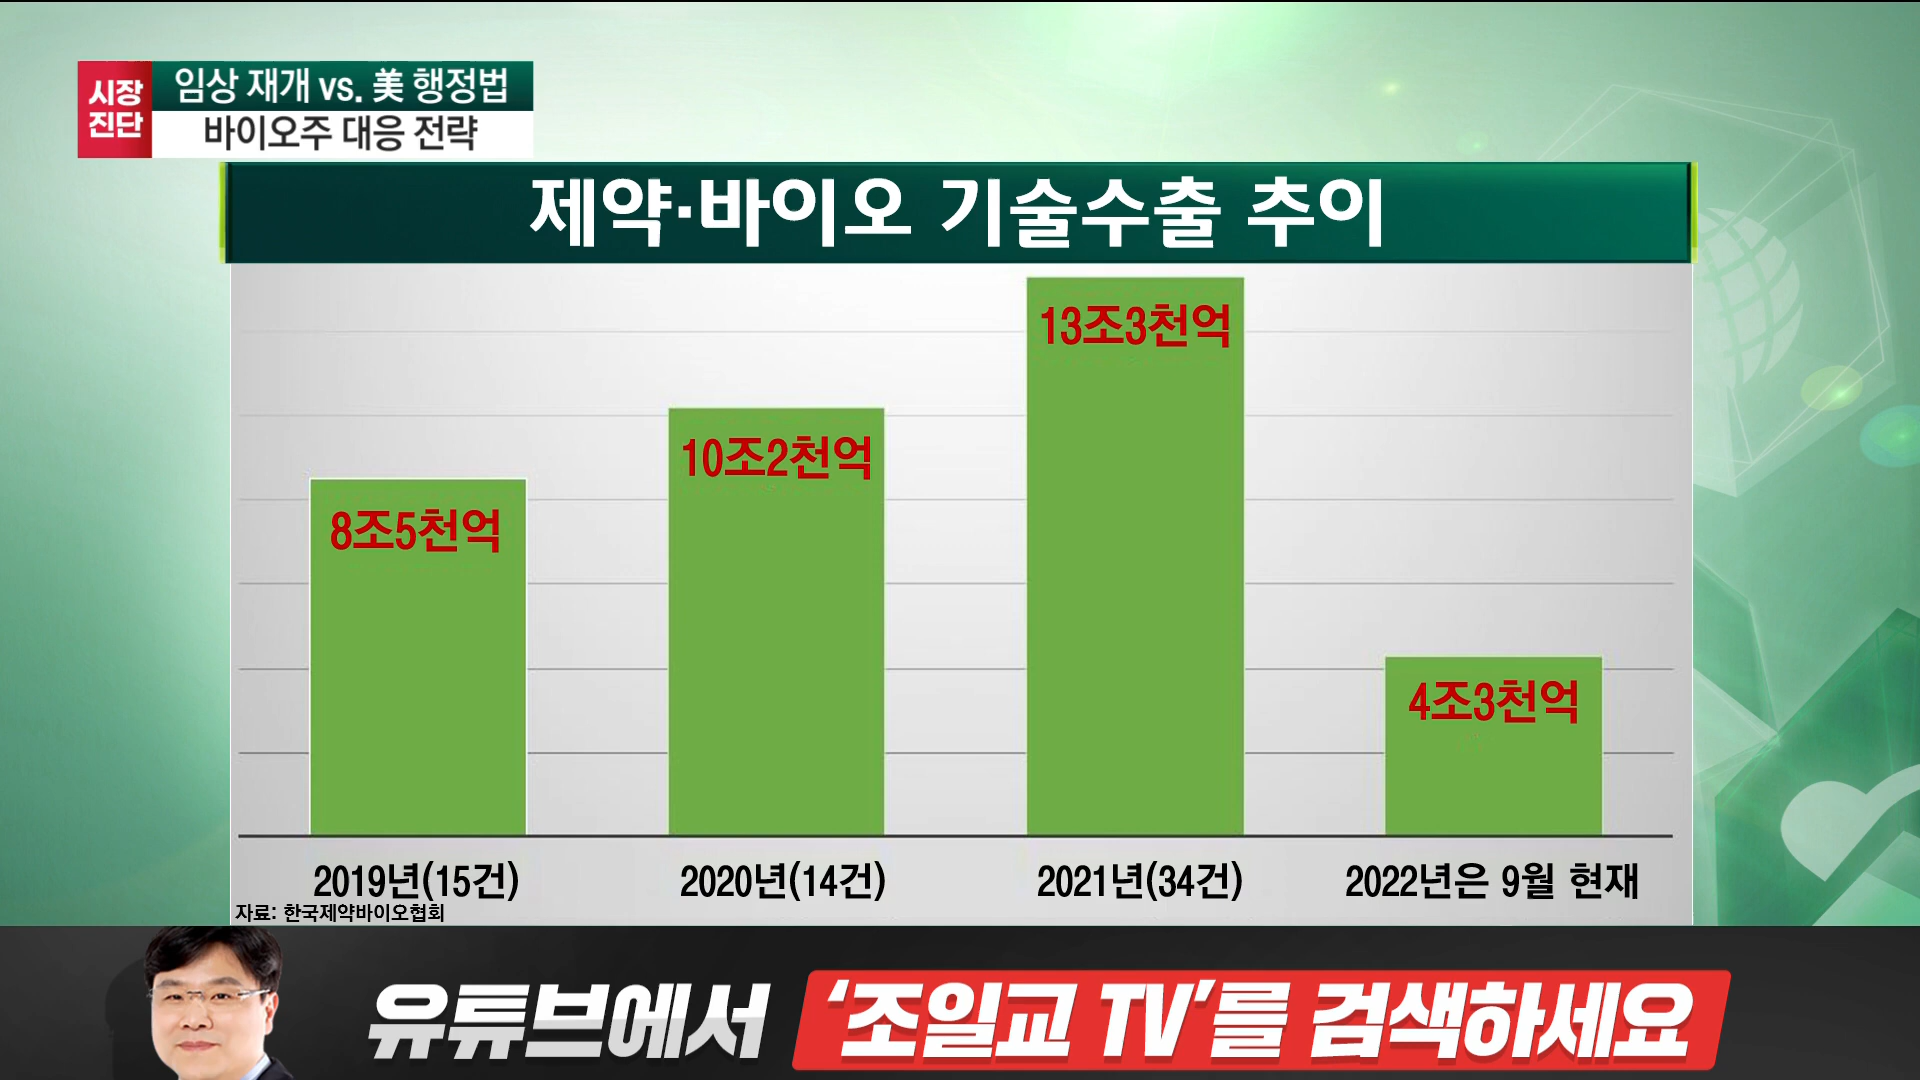 시장
진단
임상 재개 vs. 美 행정법
바이오주 대응 전략
제약·바이오 기술수출 추이
8조5천억
10조2천억
13조3천억
4조3천억
2019년(15건)
2020년(14건)
2021년(34건)
2022년은 9월 현재
자료: 한국제약바이오협회
유튜브에서 '조일교 TV'를 검색하세요